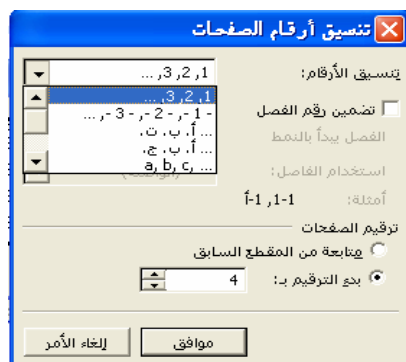 تنسيق أرقام الصفحات
تنسيق الأرقام: 1, 2, 3, ...
1, 2, 3, ...
- 1 -, - 2 -, - 3 -, ...
أ. ب. ت. ...
أ. ب. ج. ...
a, b, c, ...
تضمين رقم الفصل
الفصل يبدأ بالنمط
استخدام الفاصل:
أمثلة: 1-1, 1-أ
ترقيم الصفحات
متابعة من المقطع السابق
بدء الترقيم بـ: 4
موافق
إلغاء الأمر